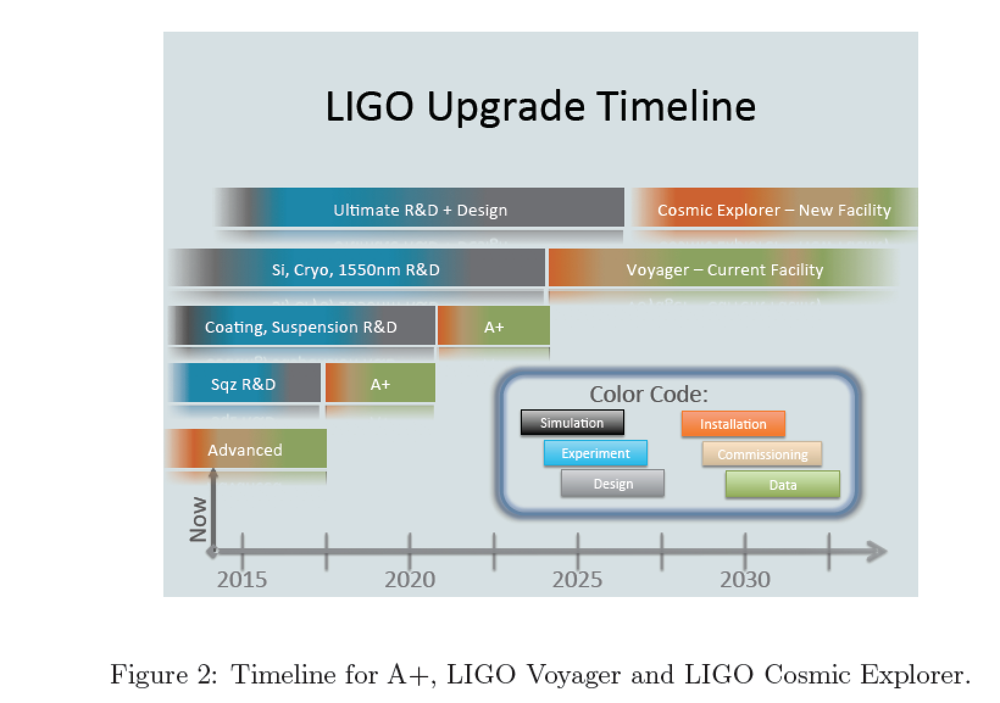 LIGO Upgrade Timeline
Ultimate R&D + Design
Cosmic Explorer – New Facility
Si, Cryo, 1550nm R&D
Voyager – Current Facility
Coating, Suspension R&D
A+
Sqz R&D
A+
Advanced
Color Code:
Simulation
Installation
Experiment
Commissioning
Design
Data
Now
2015
2020
2025
2030
Figure 2: Timeline for A+, LIGO Voyager and LIGO Cosmic Explorer.